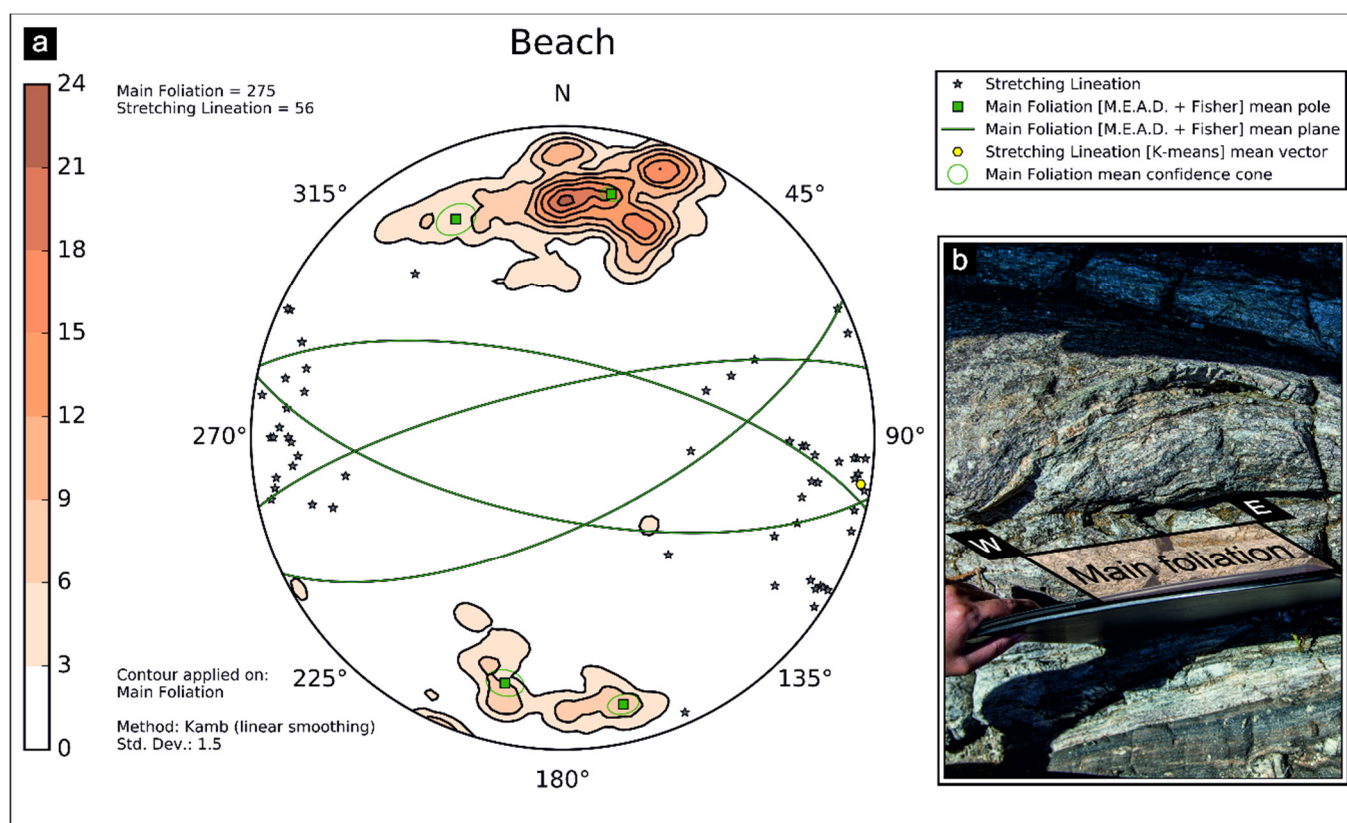 a
Beach
24
21
18
15
12
9
6
3
0
Main Foliation = 275
Stretching Lineation = 56
N
45°
90°
135°
180°
225°
270°
315°
Contour applied on:
Main Foliation
Method: Kamb (linear smoothing)
Std. Dev.: 1.5
Stretching Lineation
Main Foliation [M.E.A.D. + Fisher] mean pole
Main Foliation [M.E.A.D. + Fisher] mean plane
Stretching Lineation [K-means] mean vector
Main Foliation mean confidence cone
b
W
E
Main foliation